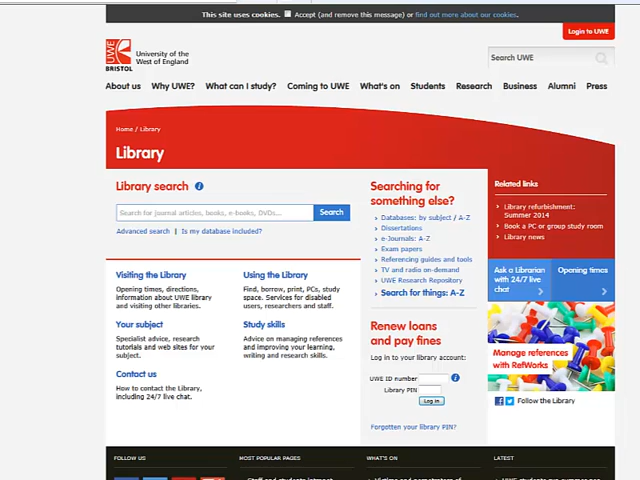 This site uses cookies. Accept (and remove this message) or find out more about our cookies.
Login to UWE
UWE
BRISTOL
University of the
West of England
Search UWE
About us Why UWE? What can I study? Coming to UWE What's on Students Research Business Alumni Press
Home / Library
Library
Library search i
Search for journal articles, books, e-books, DVDs... Search
Advanced search | Is my database included?
Visiting the Library
Opening times, directions,
information about UWE library
and visiting other libraries.
Using the Library
Find, borrow, print, PCs, study
space. Services for disabled
users, researchers and staff.
Your subject
Specialist advice, research
tutorials and web sites for your
subject.
Study skills
Advice on managing references
and improving your learning,
writing and research skills.
Contact us
How to contact the Library,
including 24/7 live chat.
Searching for
something else?
Databases: by subject / A-Z
Dissertations
e-Journals: A-Z
Exam papers
Referencing guides and tools
TV and radio on-demand
UWE Research Repository
Search for things: A-Z
Renew loans
and pay fines
Log in to your library account:
UWE ID number i
Library PIN
Log in
Forgotten your library PIN?
Related links
Library refurbishment:
Summer 2014
Book a PC or group study room
Library news
Ask a Librarian
with 24/7 live
chat
Opening times
Manage references
with RefWorks
Follow the Library
FOLLOW US MOST POPULAR PAGES WHAT'S ON LATEST